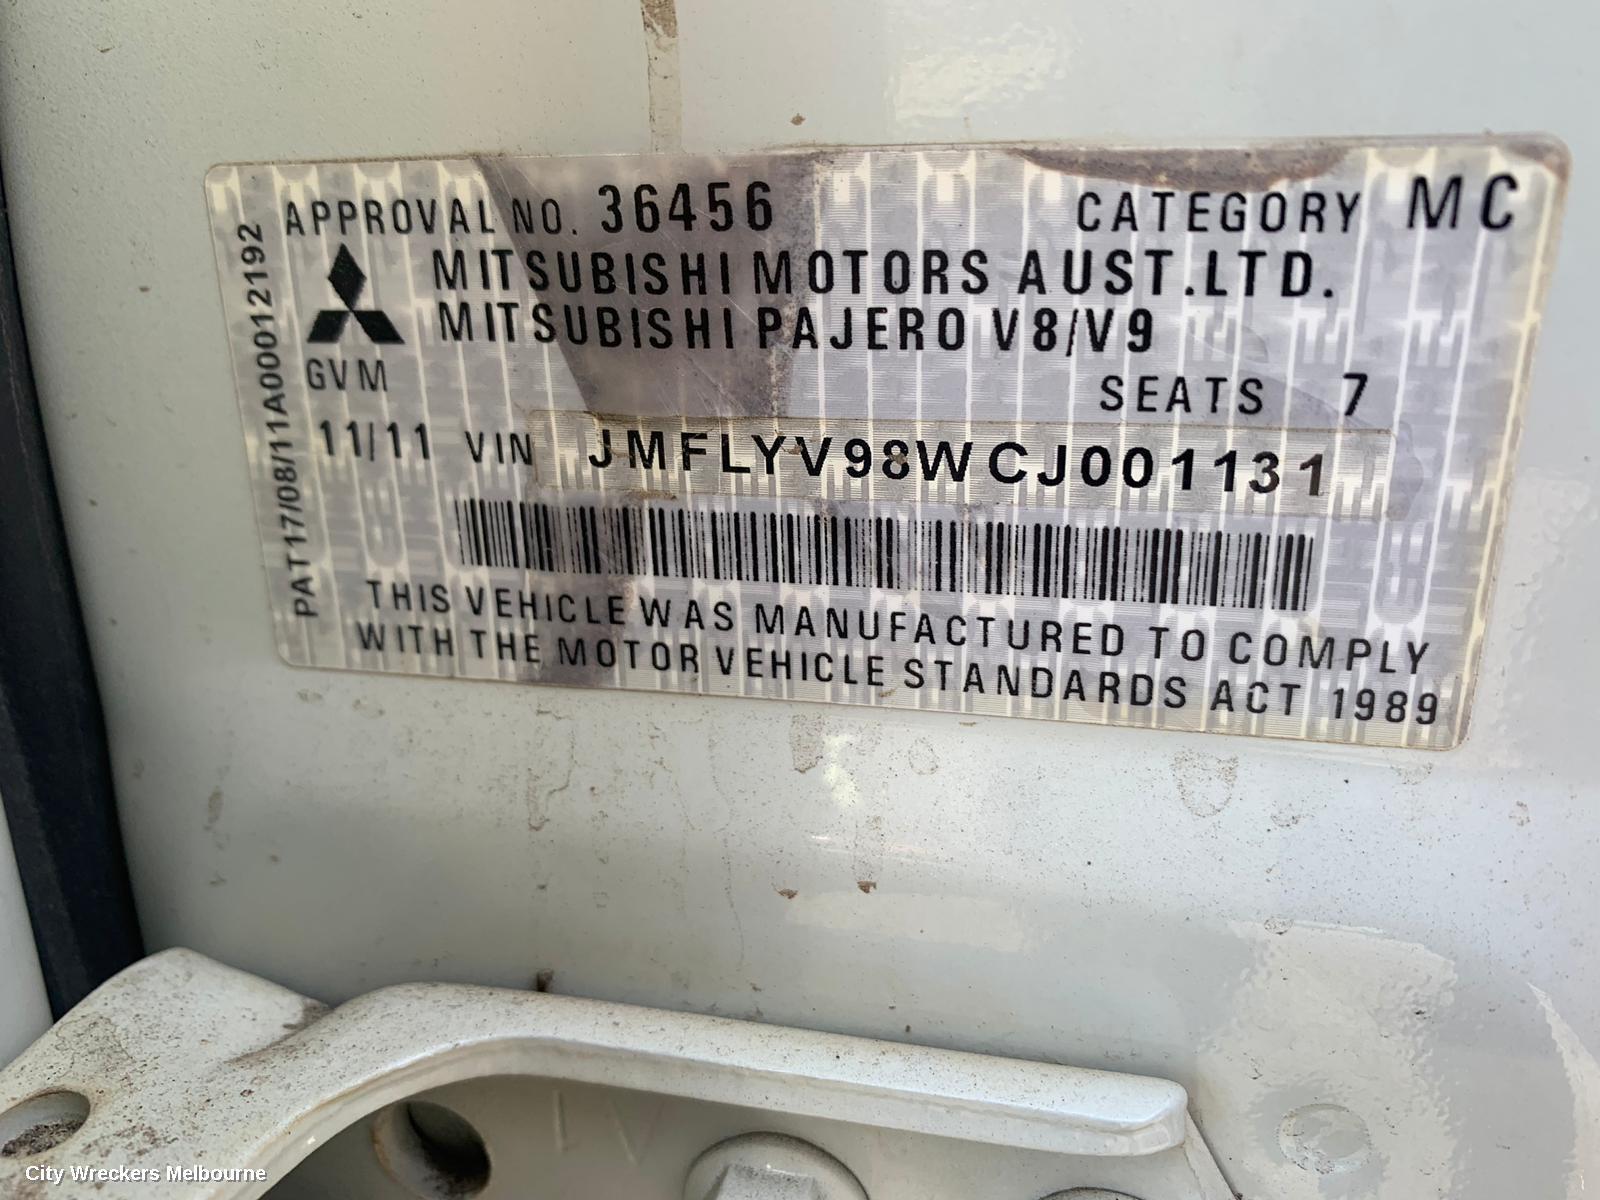 APPROVAL NO. 36456 CATEGORY MC
MITSUBISHI MOTORS AUST.LTD.
MITSUBISHI PAJERO V8/V9
GVM SEATS 7
11/11 VIN JMFLYV98WCJ001131
THIS VEHICLE WAS MANUFACTURED TO COMPLY
WITH THE MOTOR VEHICLE STANDARDS ACT 1989
PAT17/08/11A00012192
City Wreckers Melbourne